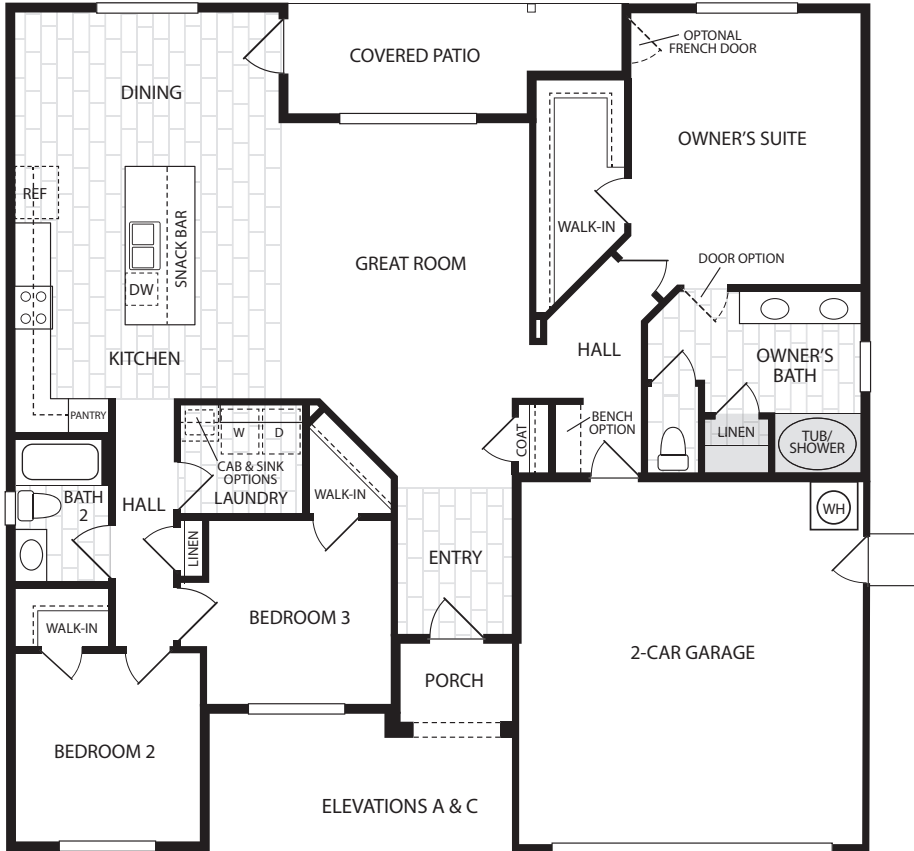 COVERED PATIO
OPTIONAL
FRENCH DOOR
DINING
OWNER'S SUITE
REF
SNACK BAR
WALK-IN
GREAT ROOM
DOOR OPTION
DW
KITCHEN
HALL
OWNER'S
BATH
PANTRY
W
D
CAB & SINK
OPTIONS
LAUNDRY
WALK-IN
COAT
BENCH
OPTION
LINEN
TUB/
SHOWER
BATH
2
HALL
LINEN
ENTRY
WH
WALK-IN
BEDROOM 3
2-CAR GARAGE
PORCH
BEDROOM 2
ELEVATIONS A & C